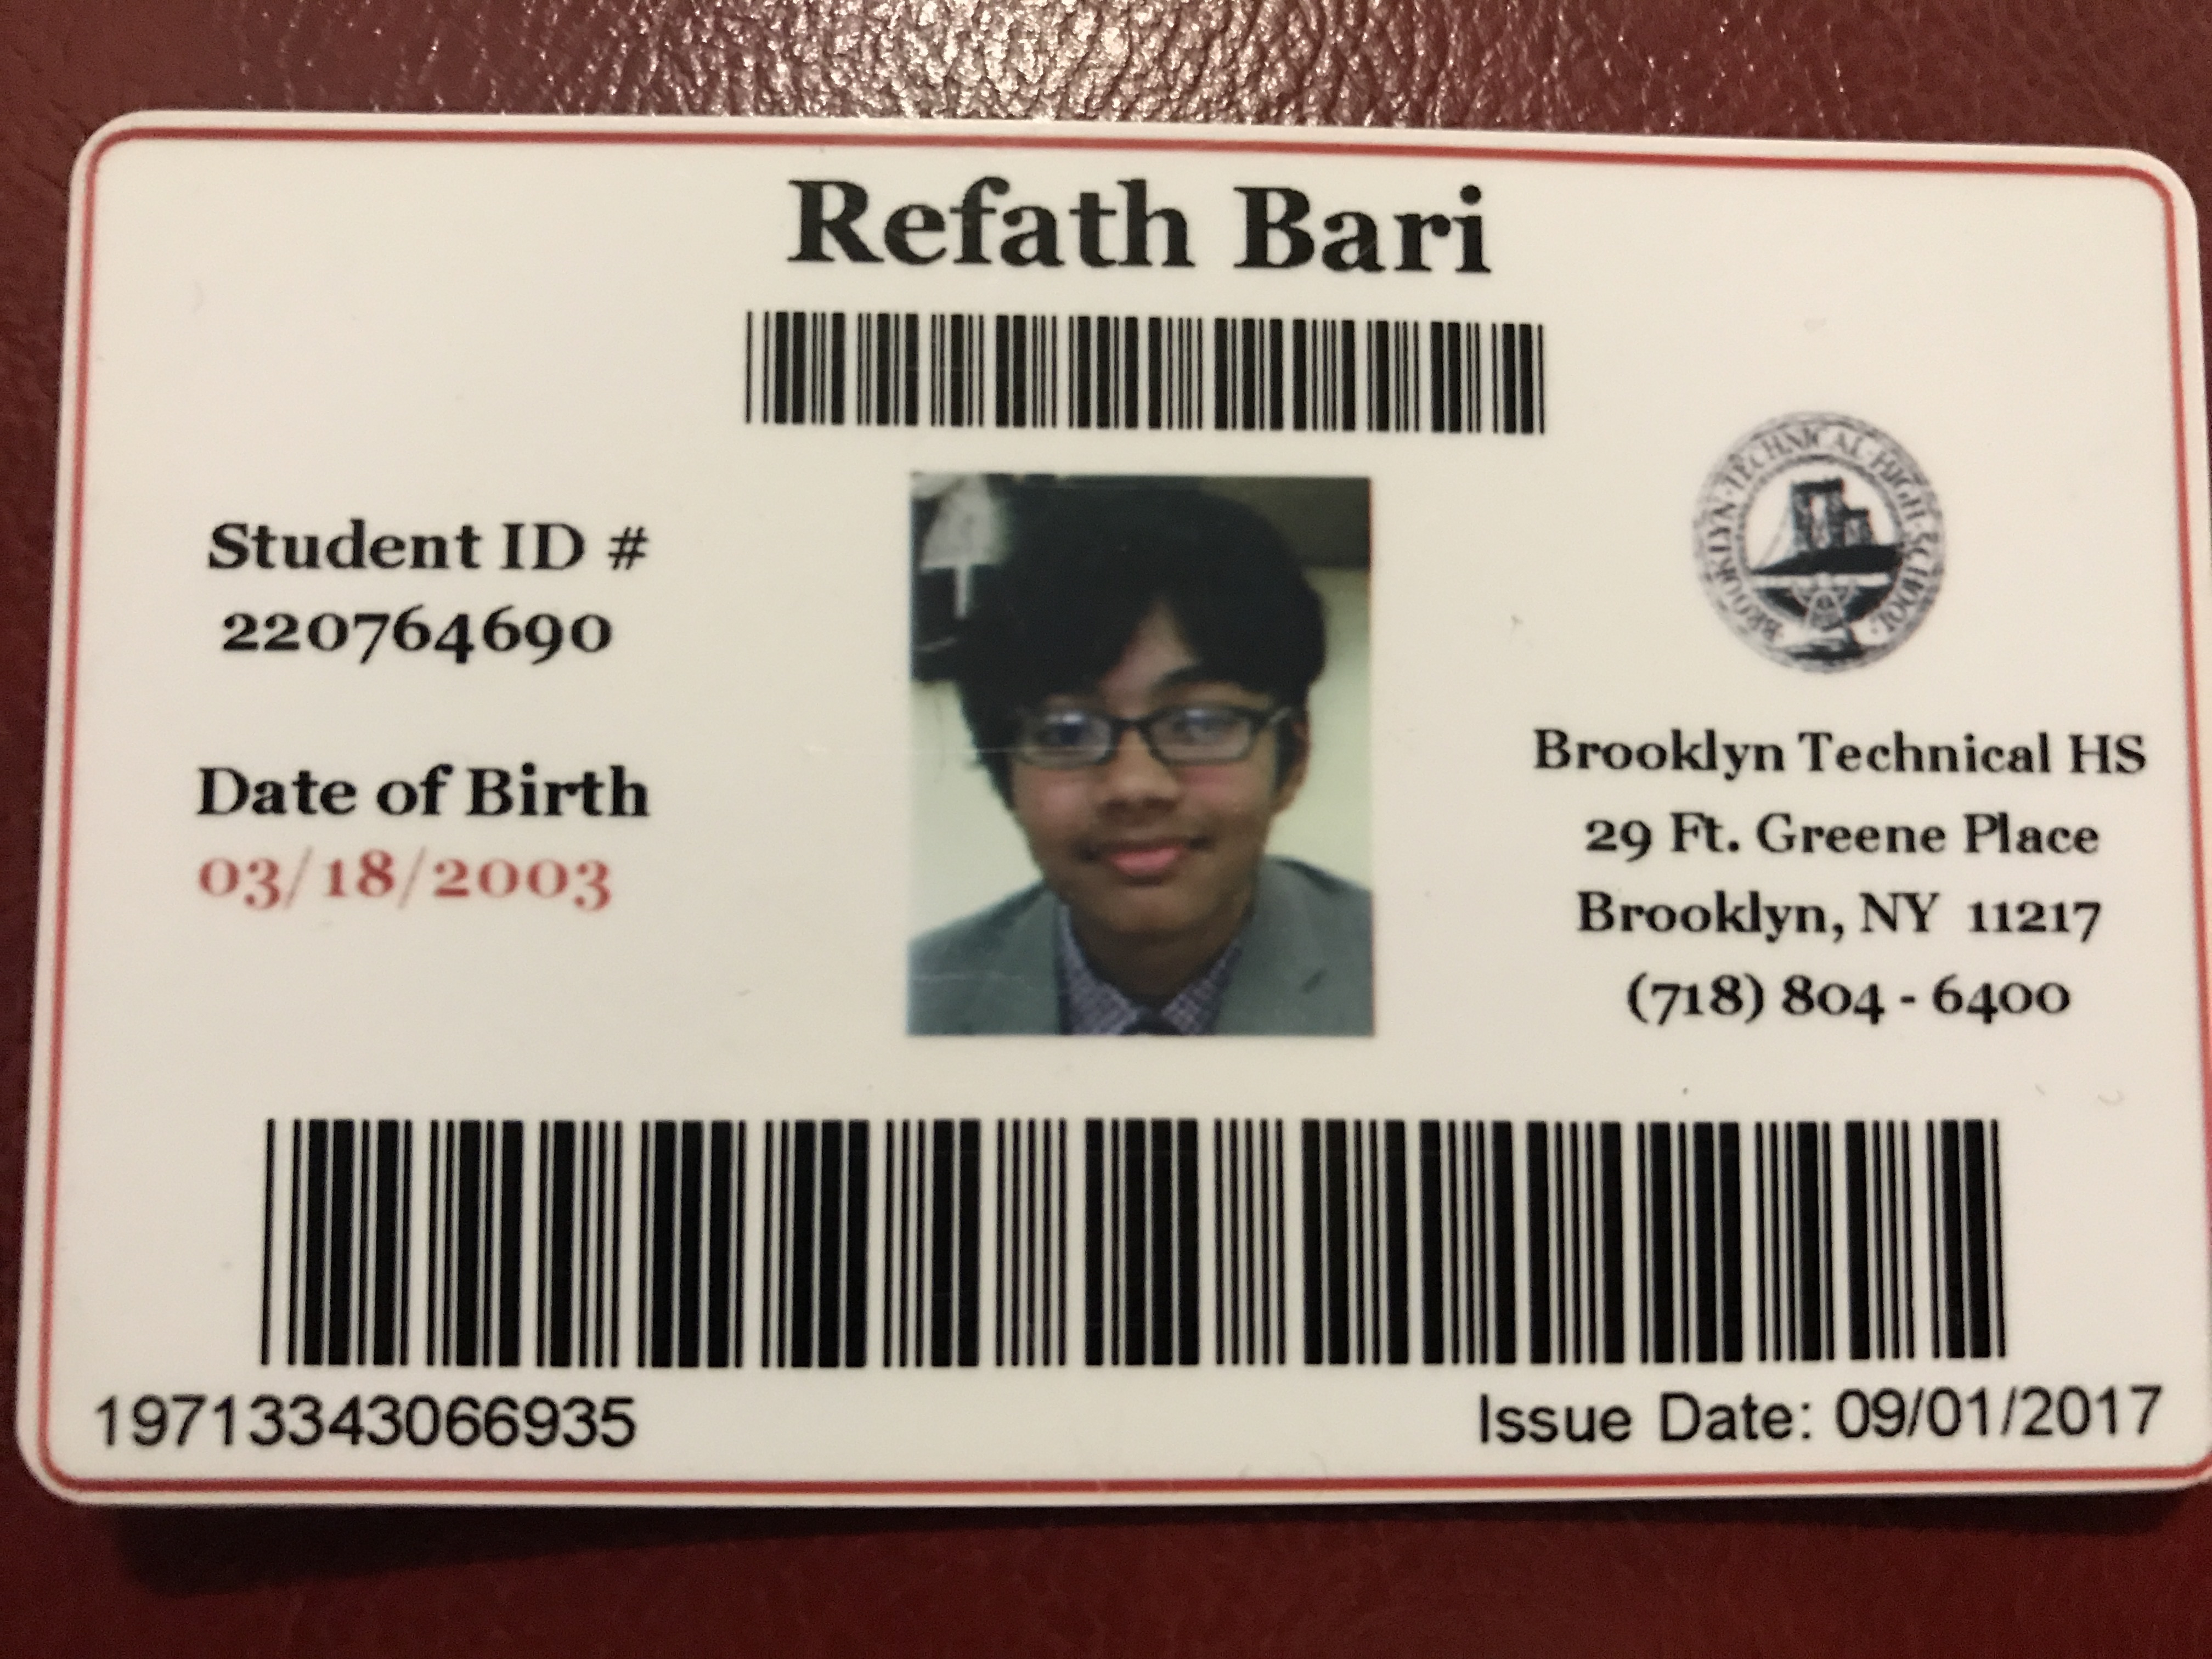 Refath Bari
Student ID #
220764690
Date of Birth
03/18/2003
BROOKLYN·TECHNICAL·HIGH·SCHOOL·
Brooklyn Technical HS
29 Ft. Greene Place
Brooklyn, NY 11217
(718) 804 - 6400
19713343066935
Issue Date: 09/01/2017